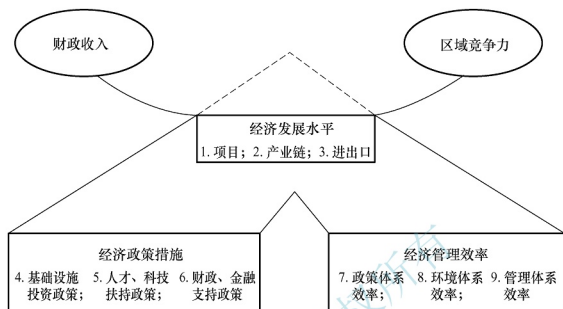 财政收入
区域竞争力
经济发展水平
1. 项目；2. 产业链；3. 进出口
经济政策措施
4. 基础设施投资政策；
5. 人才、科技扶持政策；
6. 财政、金融支持政策
经济管理效率
7. 政策体系效率；
8. 环境体系效率；
9. 管理体系效率
权所有